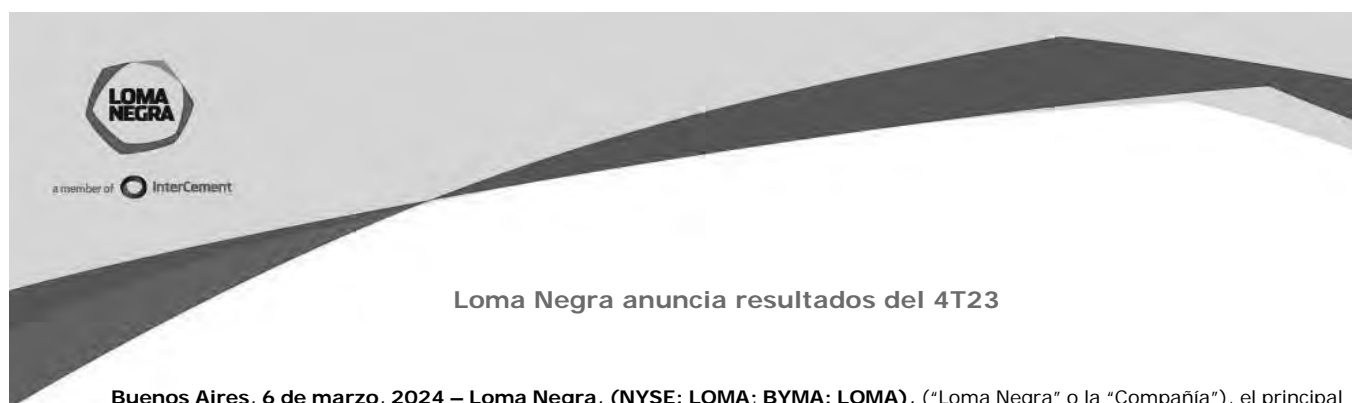 LOMA
NEGRA
a member of InterCement
Loma Negra anuncia resultados del 4T23
Buenos Aires, 6 de marzo, 2024 – Loma Negra, (NYSE: LOMA; BYMA: LOMA), ("Loma Negra" o la "Compañía"), el principal